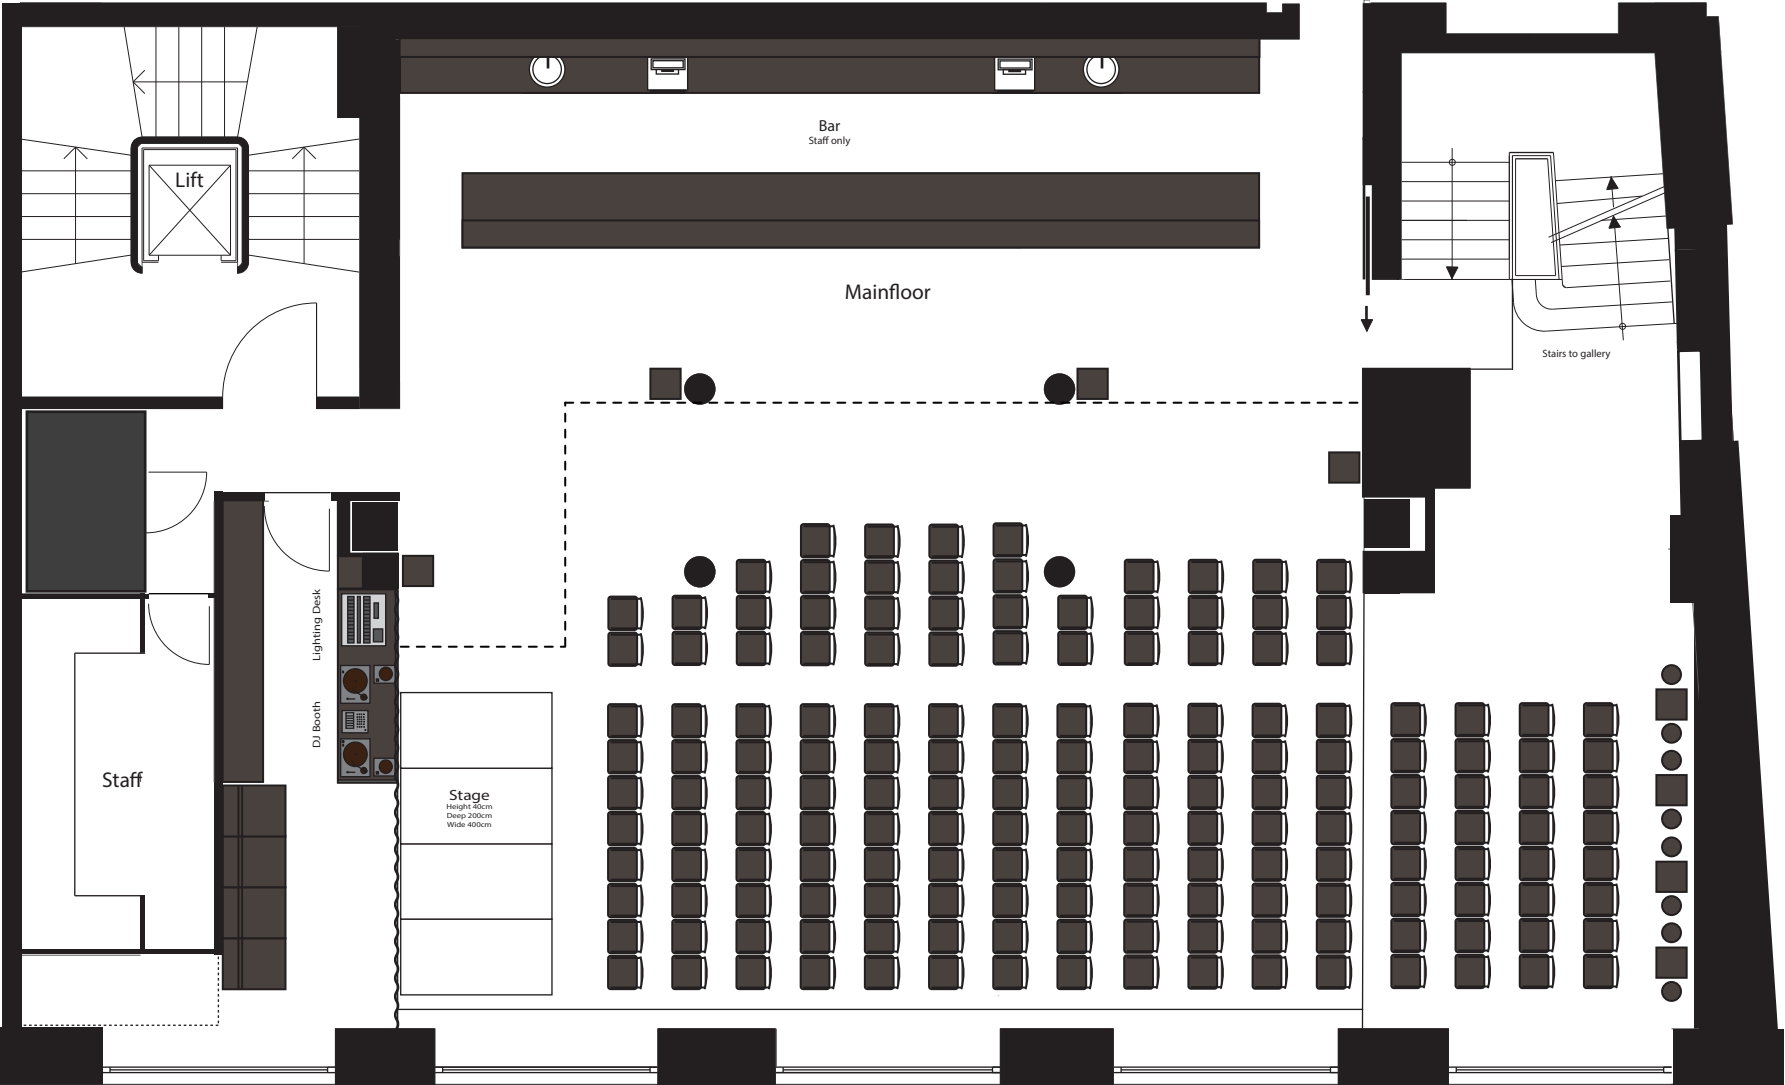 Bar
Staff only
Lift
Mainfloor
Stairs to gallery
Lighting Desk
DJ Booth
Staff
Stage
Height 40cm
Deep 200cm
Wide 400cm